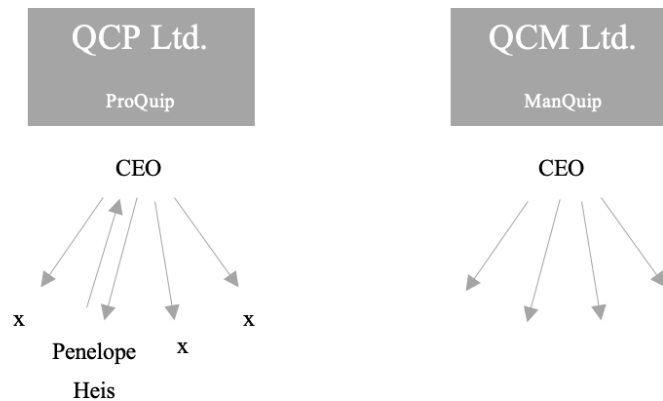 QCP Ltd.
ProQuip
CEO
x
Penelope
Heis
x
x
QCM Ltd.
ManQuip
CEO